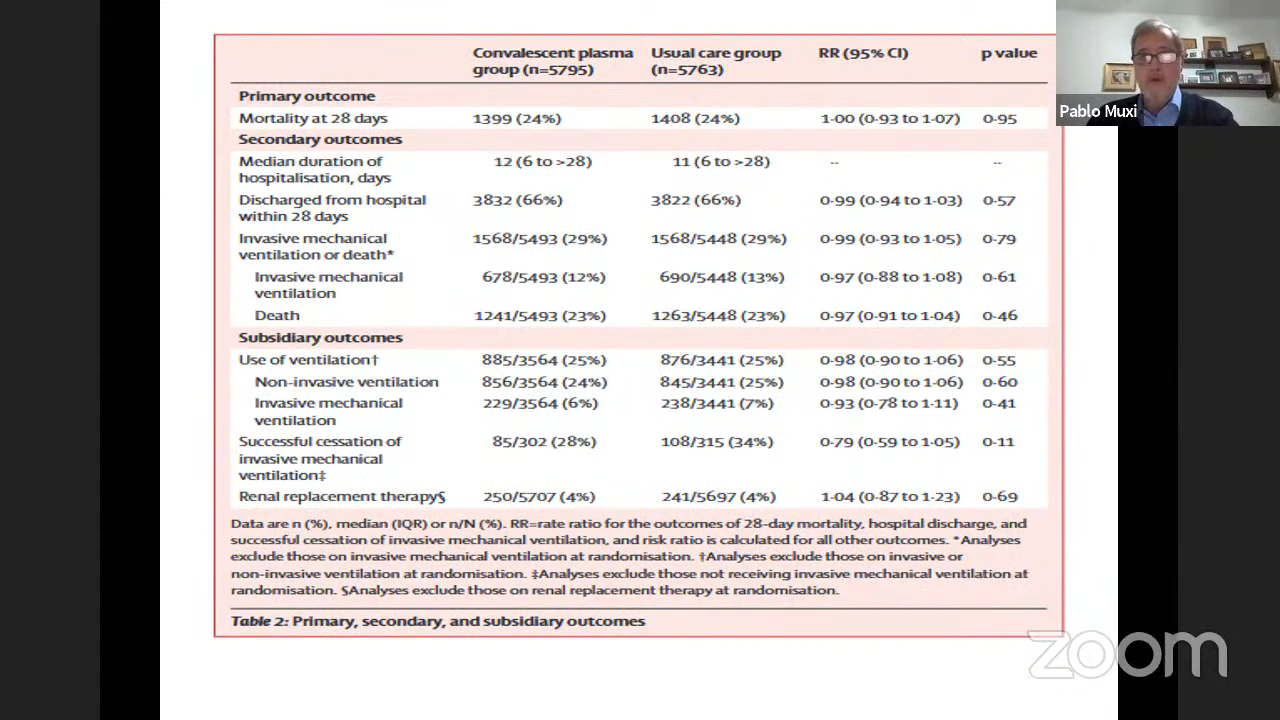 Convalescent plasma group (n=5795) Usual care group (n=5763) RR (95% CI) p value
Primary outcome
Mortality at 28 days 1399 (24%) 1408 (24%) 1·00 (0·93 to 1·07) 0·95
Secondary outcomes
Median duration of hospitalisation, days 12 (6 to >28) 11 (6 to >28) -- --
Discharged from hospital within 28 days 3832 (66%) 3822 (66%) 0·99 (0·94 to 1·03) 0·57
Invasive mechanical ventilation or death* 1568/5493 (29%) 1568/5448 (29%) 0·99 (0·93 to 1·05) 0·79
Invasive mechanical ventilation 678/5493 (12%) 690/5448 (13%) 0·97 (0·88 to 1·08) 0·61
Death 1241/5493 (23%) 1263/5448 (23%) 0·97 (0·91 to 1·04) 0·46
Subsidiary outcomes
Use of ventilation† 885/3564 (25%) 876/3441 (25%) 0·98 (0·90 to 1·06) 0·55
Non-invasive ventilation 856/3564 (24%) 845/3441 (25%) 0·98 (0·90 to 1·06) 0·60
Invasive mechanical ventilation 229/3564 (6%) 238/3441 (7%) 0·93 (0·78 to 1·11) 0·41
Successful cessation of invasive mechanical ventilation‡ 85/302 (28%) 108/315 (34%) 0·79 (0·59 to 1·05) 0·11
Renal replacement therapy§ 250/5707 (4%) 241/5697 (4%) 1·04 (0·87 to 1·23) 0·69
Data are n (%), median (IQR) or n/N (%). RR=rate ratio for the outcomes of 28-day mortality, hospital discharge, and
successful cessation of invasive mechanical ventilation, and risk ratio is calculated for all other outcomes. *Analyses
exclude those on invasive mechanical ventilation at randomisation. †Analyses exclude those on invasive or
non-invasive ventilation at randomisation. ‡Analyses exclude those not receiving invasive mechanical ventilation at
randomisation. §Analyses exclude those on renal replacement therapy at randomisation.
Table 2: Primary, secondary, and subsidiary outcomes
Pablo Muxi
zoom